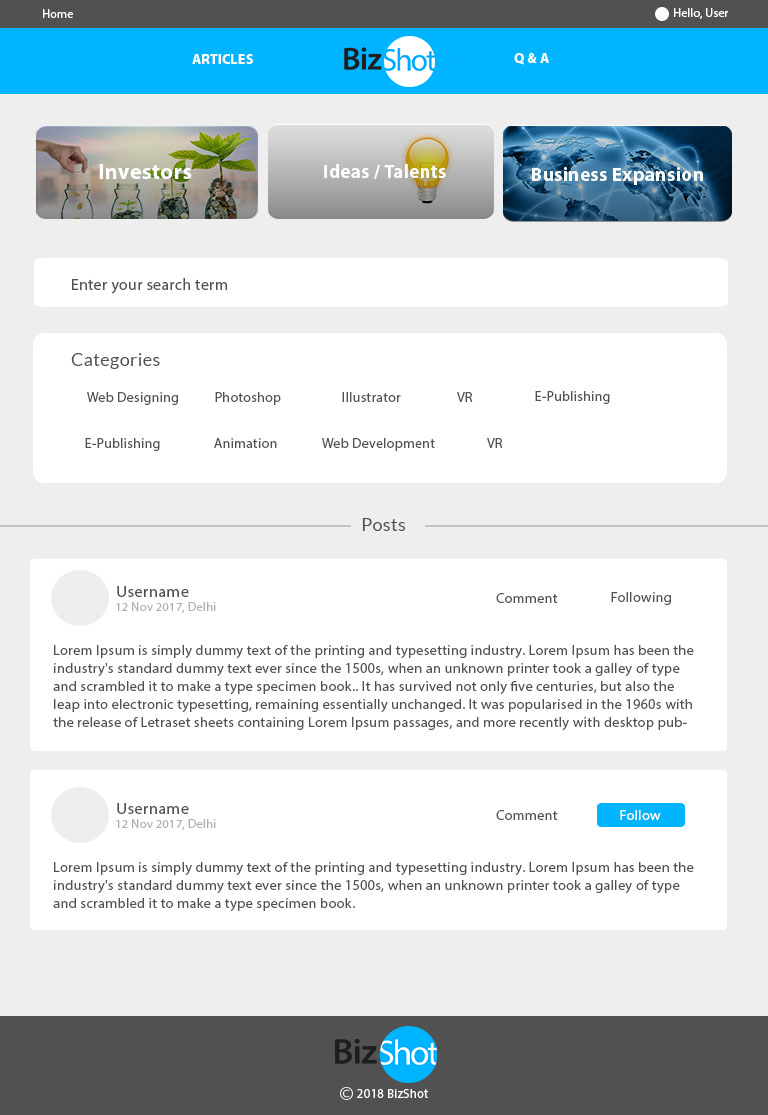 Home
Hello, User
ARTICLES
BizShot
Q & A
Investors
Ideas / Talents
Business Expansion
Enter your search term
Categories
Web Designing
Photoshop
Illustrator
VR
E-Publishing
E-Publishing
Animation
Web Development
VR
Posts
Username
12 Nov 2017, Delhi
Comment
Following
Lorem Ipsum is simply dummy text of the printing and typesetting industry. Lorem Ipsum has been the
industry's standard dummy text ever since the 1500s, when an unknown printer took a galley of type
and scrambled it to make a type specimen book.. It has survived not only five centuries, but also the
leap into electronic typesetting, remaining essentially unchanged. It was popularised in the 1960s with
the release of Letraset sheets containing Lorem Ipsum passages, and more recently with desktop pub-
Username
12 Nov 2017, Delhi
Comment
Follow
Lorem Ipsum is simply dummy text of the printing and typesetting industry. Lorem Ipsum has been the
industry's standard dummy text ever since the 1500s, when an unknown printer took a galley of type
and scrambled it to make a type specimen book.
BizShot
© 2018 BizShot